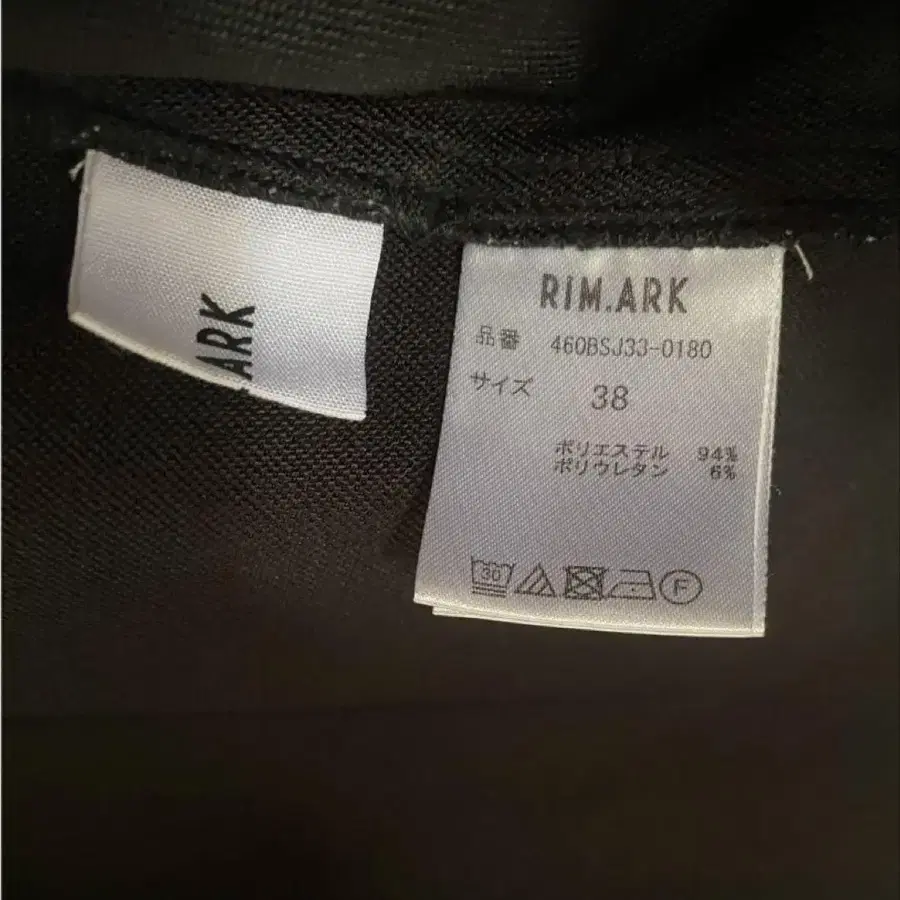 .ARK
RIM.ARK
品番 460BSJ33-0180
サイズ 38
ポリエステル 94%
ポリウレタン 6%
30
F